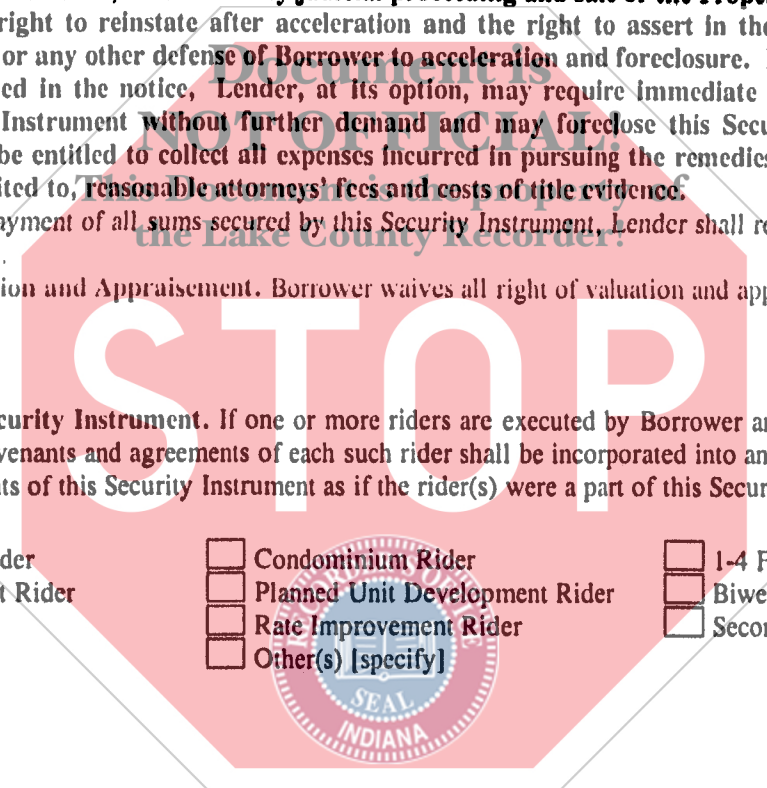 right to reinstate after acceleration and the right to assert in the
or any other defense of Borrower to acceleration and foreclosure.
Document is
ed in the notice, Lender, at its option, may require immediate
Instrument without further demand and may foreclose this Secu
NOT OFFICIAL!
be entitled to collect all expenses incurred in pursuing the remedies
ited to, reasonable attorneys' fees and costs of title evidence.
This Document is the property of
ayment of all sums secured by this Security Instrument, Lender shall re
the Lake County Recorder!
ion and Appraisement. Borrower waives all right of valuation and app
STOP
curity Instrument. If one or more riders are executed by Borrower an
venants and agreements of each such rider shall be incorporated into an
ts of this Security Instrument as if the rider(s) were a part of this Secur
der Condominium Rider 1-4 F
t Rider Planned Unit Development Rider Biwe
Rate Improvement Rider Secon
Other(s) [specify]
SEAL
INDIANA